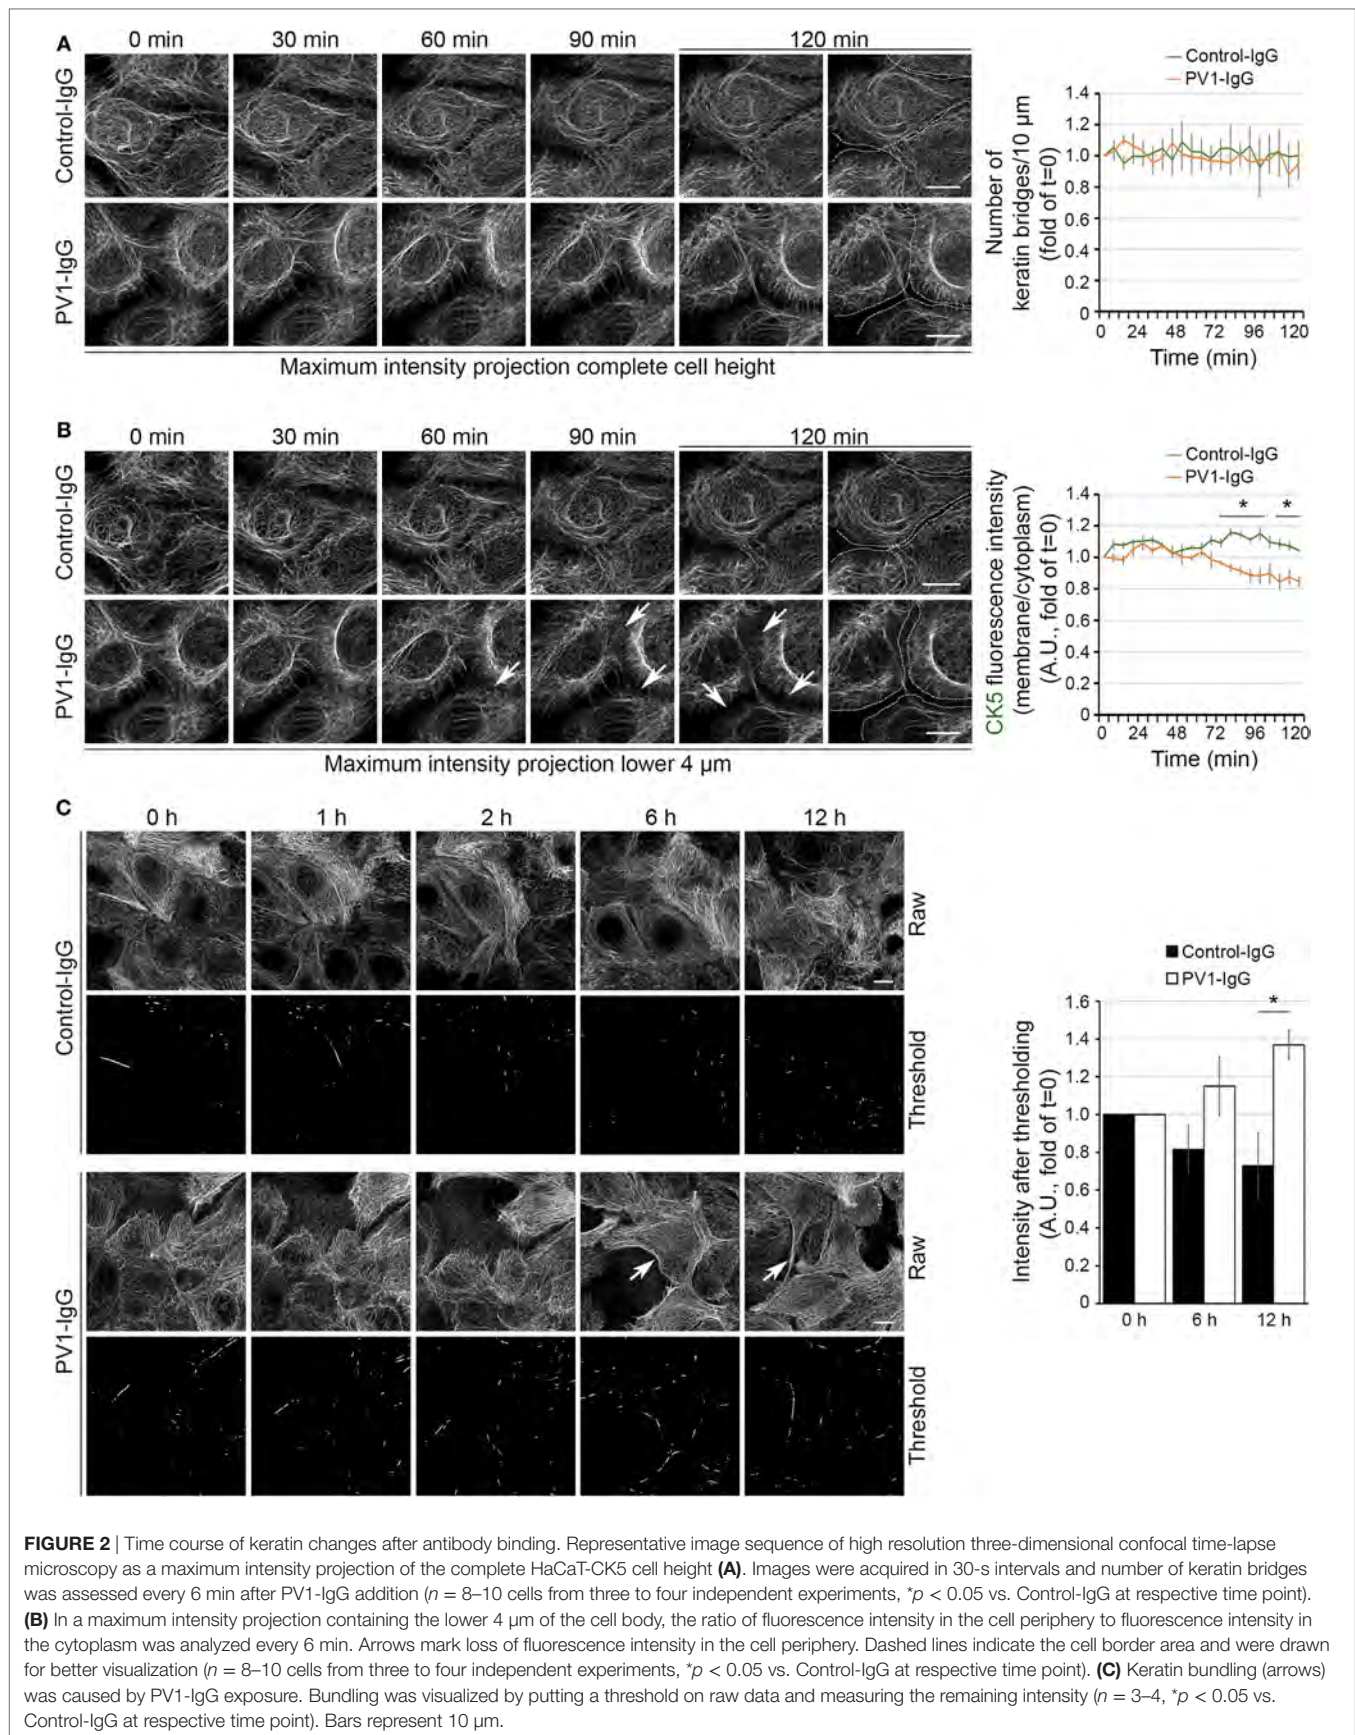 A
0 min 30 min 60 min 90 min 120 min
Control-IgG
PV1-IgG
Maximum intensity projection complete cell height
Control-IgG
PV1-IgG
Number of
keratin bridges/10 µm
(fold of t=0)
1.4
1.2
1.0
0.8
0.6
0.4
0.2
0
0 24 48 72 96 120
Time (min)
B
0 min 30 min 60 min 90 min 120 min
Control-IgG
PV1-IgG
Maximum intensity projection lower 4 µm
Control-IgG
PV1-IgG
CK5 fluorescence intensity
(membrane/cytoplasm)
(A.U., fold of t=0)
1.4
1.2
1.0
0.8
0.6
0.4
0.2
0
* *
0 24 48 72 96 120
Time (min)
C
0 h 1 h 2 h 6 h 12 h
Control-IgG
Raw
Threshold
PV1-IgG
Raw
Threshold
Control-IgG
PV1-IgG
Intensity after thresholding
(A.U., fold of t=0)
1.6
1.4
1.2
1.0
0.8
0.6
0.4
0.2
0
*
0 h 6 h 12 h
FIGURE 2 | Time course of keratin changes after antibody binding. Representative image sequence of high resolution three-dimensional confocal time-lapse
microscopy as a maximum intensity projection of the complete HaCaT-CK5 cell height (A). Images were acquired in 30-s intervals and number of keratin bridges
was assessed every 6 min after PV1-IgG addition (n = 8–10 cells from three to four independent experiments, *p < 0.05 vs. Control-IgG at respective time point).
(B) In a maximum intensity projection containing the lower 4 µm of the cell body, the ratio of fluorescence intensity in the cell periphery to fluorescence intensity in
the cytoplasm was analyzed every 6 min. Arrows mark loss of fluorescence intensity in the cell periphery. Dashed lines indicate the cell border area and were drawn
for better visualization (n = 8–10 cells from three to four independent experiments, *p < 0.05 vs. Control-IgG at respective time point). (C) Keratin bundling (arrows)
was caused by PV1-IgG exposure. Bundling was visualized by putting a threshold on raw data and measuring the remaining intensity (n = 3–4, *p < 0.05 vs.
Control-IgG at respective time point). Bars represent 10 µm.